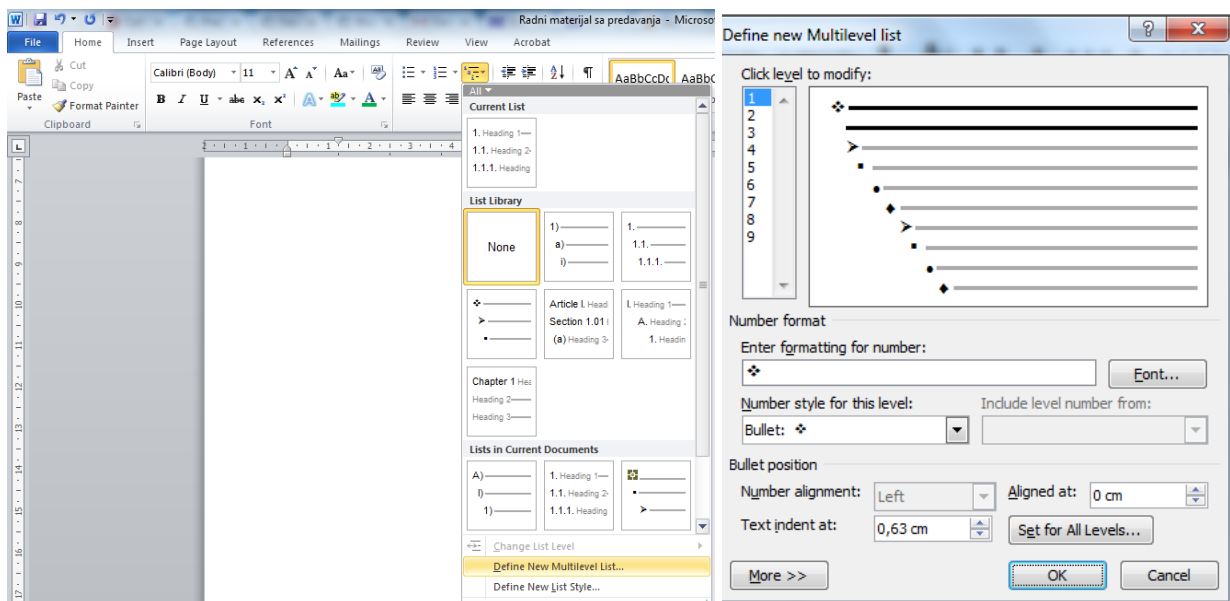 Radni materijal sa predavanja - Microso
File Home Insert Page Layout References Mailings Review View Acrobat
Cut
Copy
Format Painter
Paste
Clipboard
Calibri (Body) 11
Font
AaBbCcDc AaBbC
All
Current List
1. Heading 1
1.1. Heading 2
1.1.1. Heading
List Library
None
1)
a)
i)
1.
1.1.
1.1.1.
Article I. Head
Section 1.01
(a) Heading 3
I. Heading 1
A. Heading
1. Headin
Chapter 1 Hea
Heading 2
Heading 3
Lists in Current Documents
A)
I)
1)
1. Heading 1
1.1. Heading 2
1.1.1. Heading
Change List Level
Define New Multilevel List...
Define New List Style...
Define new Multilevel list
Click level to modify:
1
2
3
4
5
6
7
8
9
Number format
Enter formatting for number:
Font...
Number style for this level:
Include level number from:
Bullet:
Bullet position
Number alignment: Left
Aligned at: 0 cm
Text indent at: 0,63 cm
Set for All Levels...
More >>
OK
Cancel